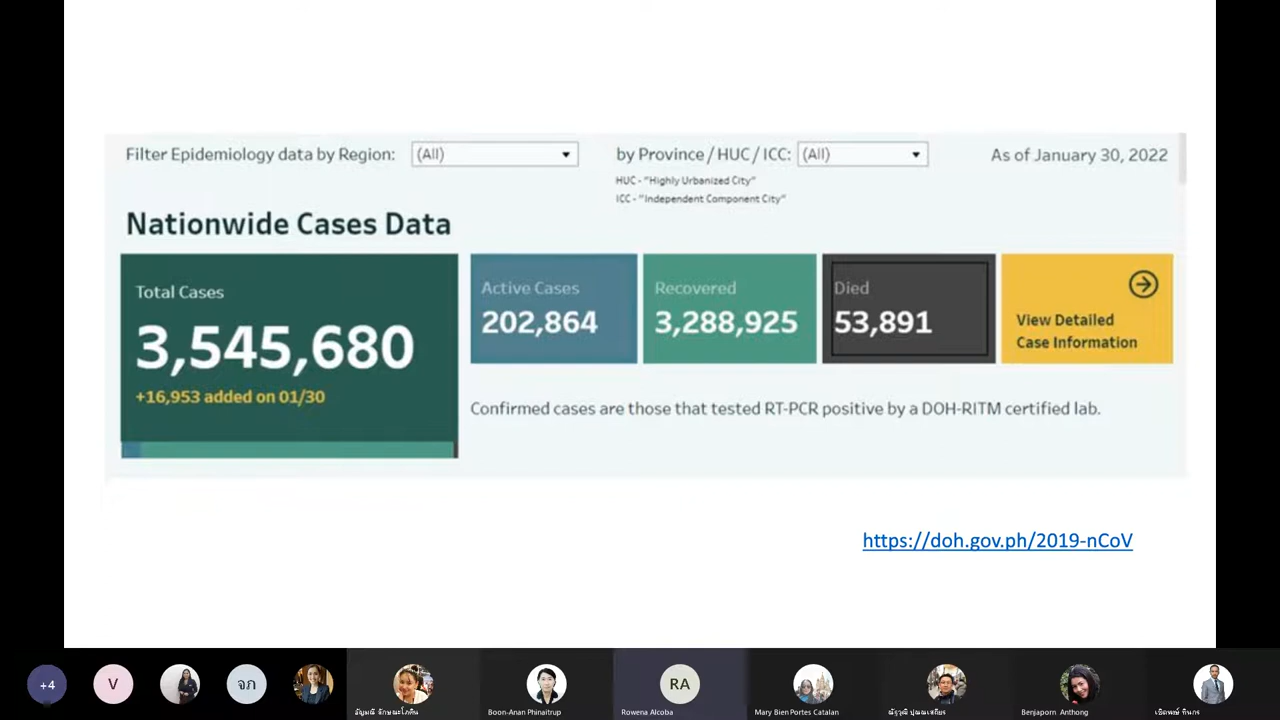 Filter Epidemiology data by Region: (All) by Province / HUC / ICC: (All) As of January 30, 2022
HUC - "Highly Urbanized City"
ICC - "Independent Component City"
Nationwide Cases Data
Total Cases
3,545,680
+16,953 added on 01/30
Active Cases
202,864
Recovered
3,288,925
Died
53,891
View Detailed
Case Information
Confirmed cases are those that tested RT-PCR positive by a DOH-RITM certified lab.
https://doh.gov.ph/2019-nCoV
+4
V
จภ
RA
Boon-Anan Phinaitrup
Rowena Alcoba
Mary Bien Portes Catalan
Benjaporn Anthong